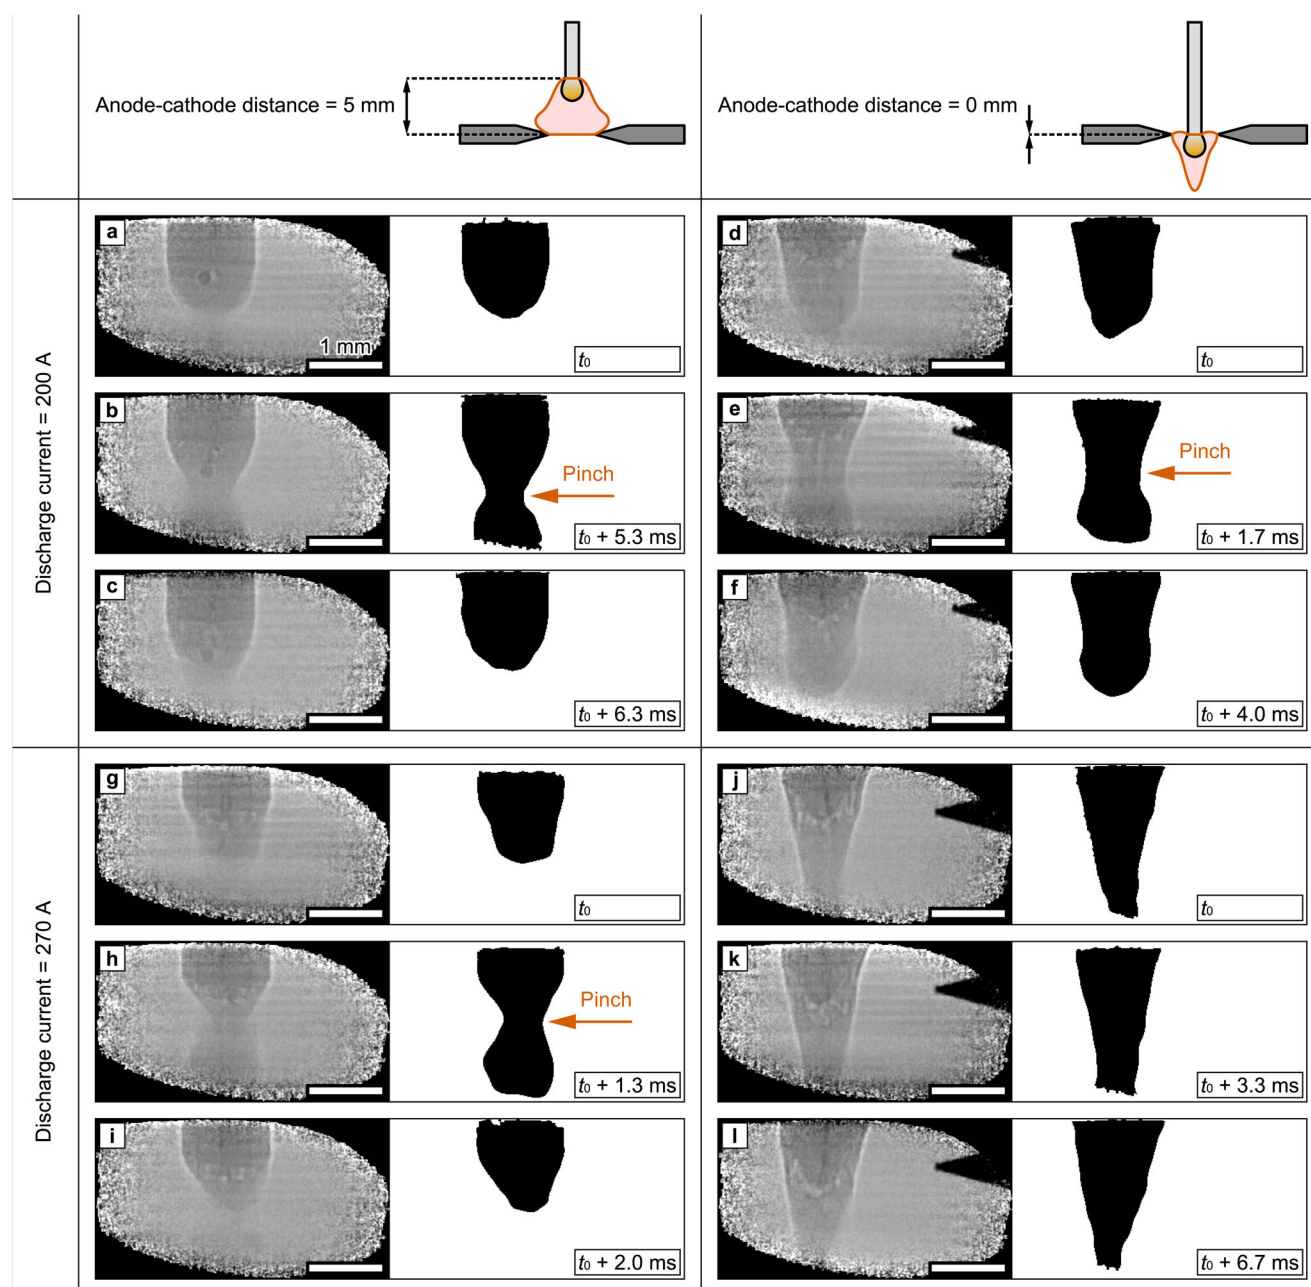 Anode-cathode distance = 5 mm
Anode-cathode distance = 0 mm
Discharge current = 200 A
a
1 mm
t0
d
t0
b
Pinch
t0 + 5.3 ms
e
Pinch
t0 + 1.7 ms
c
t0 + 6.3 ms
f
t0 + 4.0 ms
Discharge current = 270 A
g
t0
j
t0
h
Pinch
t0 + 1.3 ms
k
t0 + 3.3 ms
i
t0 + 2.0 ms
l
t0 + 6.7 ms